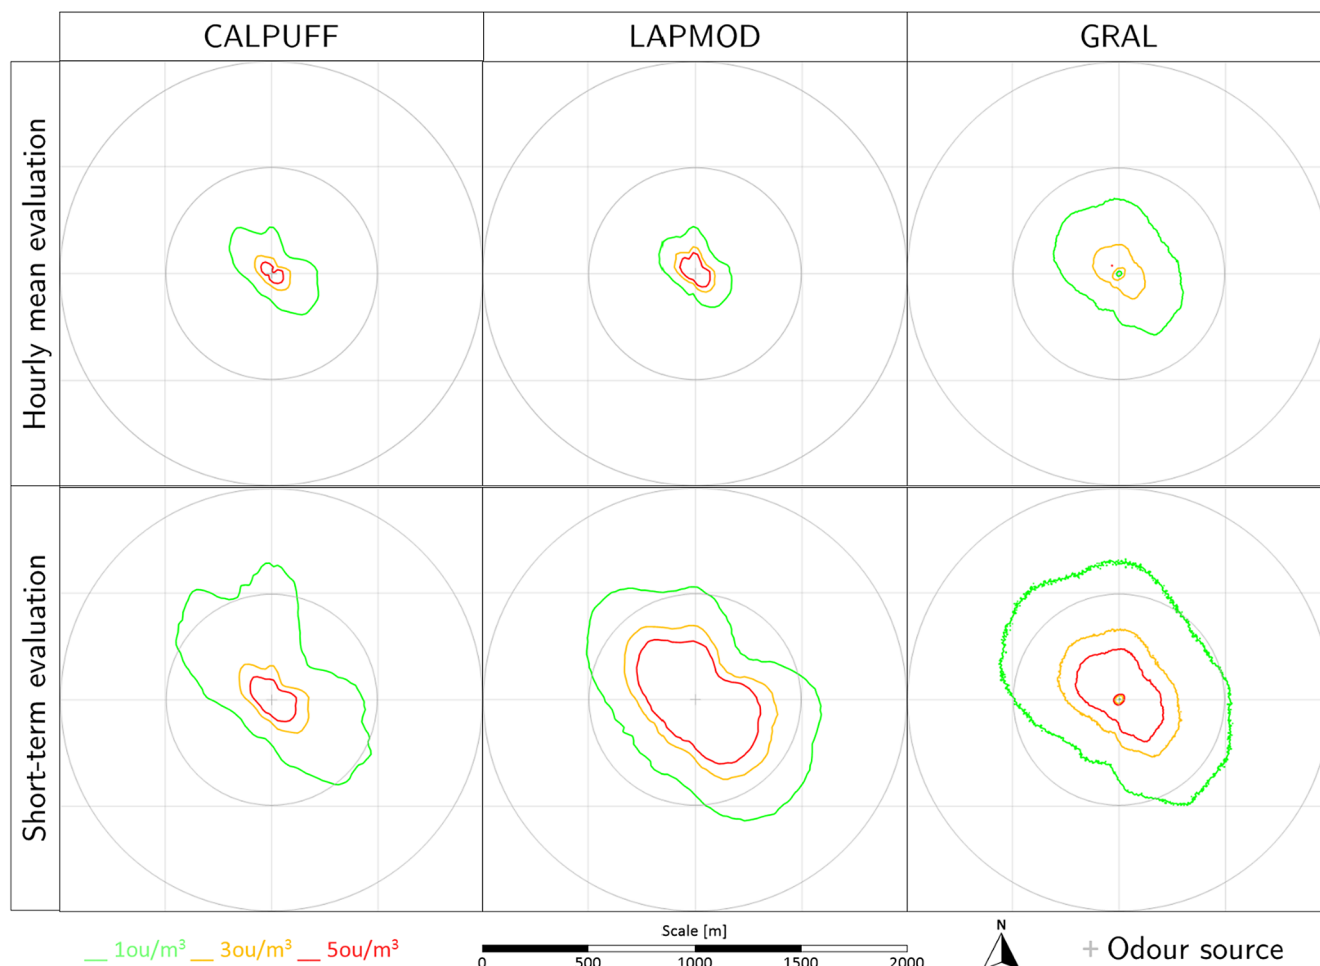 CALPUFF
LAPMOD
GRAL
Hourly mean evaluation
Short-term evaluation
1ou/m³ 3ou/m³ 5ou/m³
Scale [m]
0 500 1000 1500 2000
N
Odour source